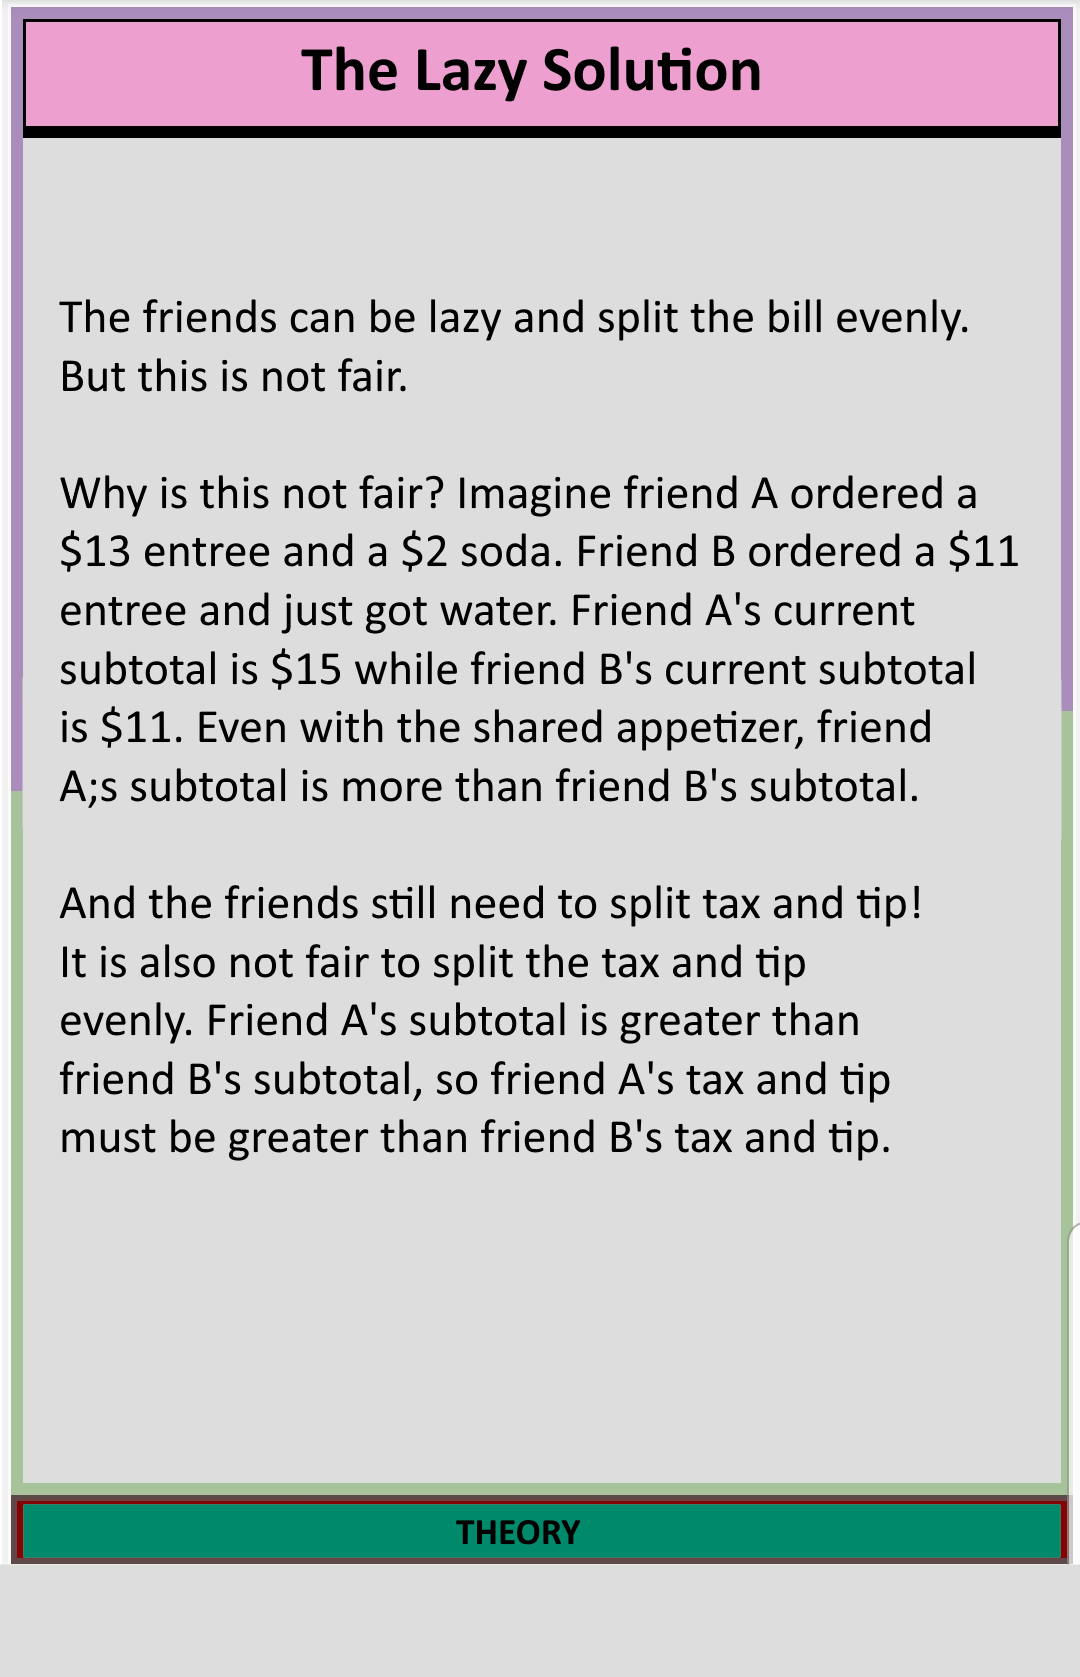 The Lazy Solution
The friends can be lazy and split the bill evenly.
But this is not fair.
Why is this not fair? Imagine friend A ordered a
$13 entree and a $2 soda. Friend B ordered a $11
entree and just got water. Friend A's current
subtotal is $15 while friend B's current subtotal
is $11. Even with the shared appetizer, friend
A;s subtotal is more than friend B's subtotal.
And the friends still need to split tax and tip!
It is also not fair to split the tax and tip
evenly. Friend A's subtotal is greater than
friend B's subtotal, so friend A's tax and tip
must be greater than friend B's tax and tip.
THEORY